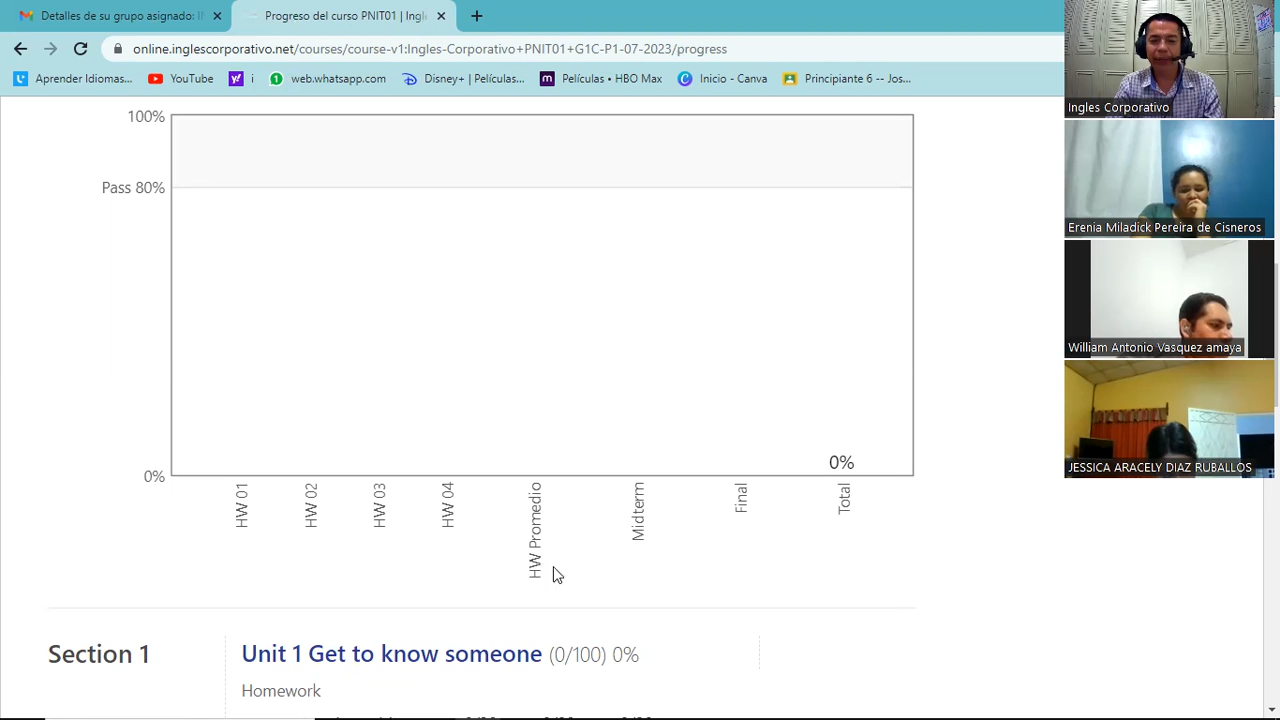 Detalles de su grupo asignado: I
Progreso del curso PNIT01 | Ingl
online.inglescorporativo.net/courses/course-v1:Ingles-Corporativo+PNIT01+G1C-P1-07-2023/progress
Aprender Idiomas...
YouTube
i
web.whatsapp.com
Disney+ | Películas...
Películas • HBO Max
Inicio - Canva
Principiante 6 -- Jos...
100%
Pass 80%
0%
0%
HW 01
HW 02
HW 03
HW 04
HW Promedio
Midterm
Final
Total
Section 1
Unit 1 Get to know someone (0/100) 0%
Homework
Ingles Corporativo
Erenia Miladick Pereira de Cisneros
William Antonio Vasquez amaya
JESSICA ARACELY DIAZ RUBALLOS